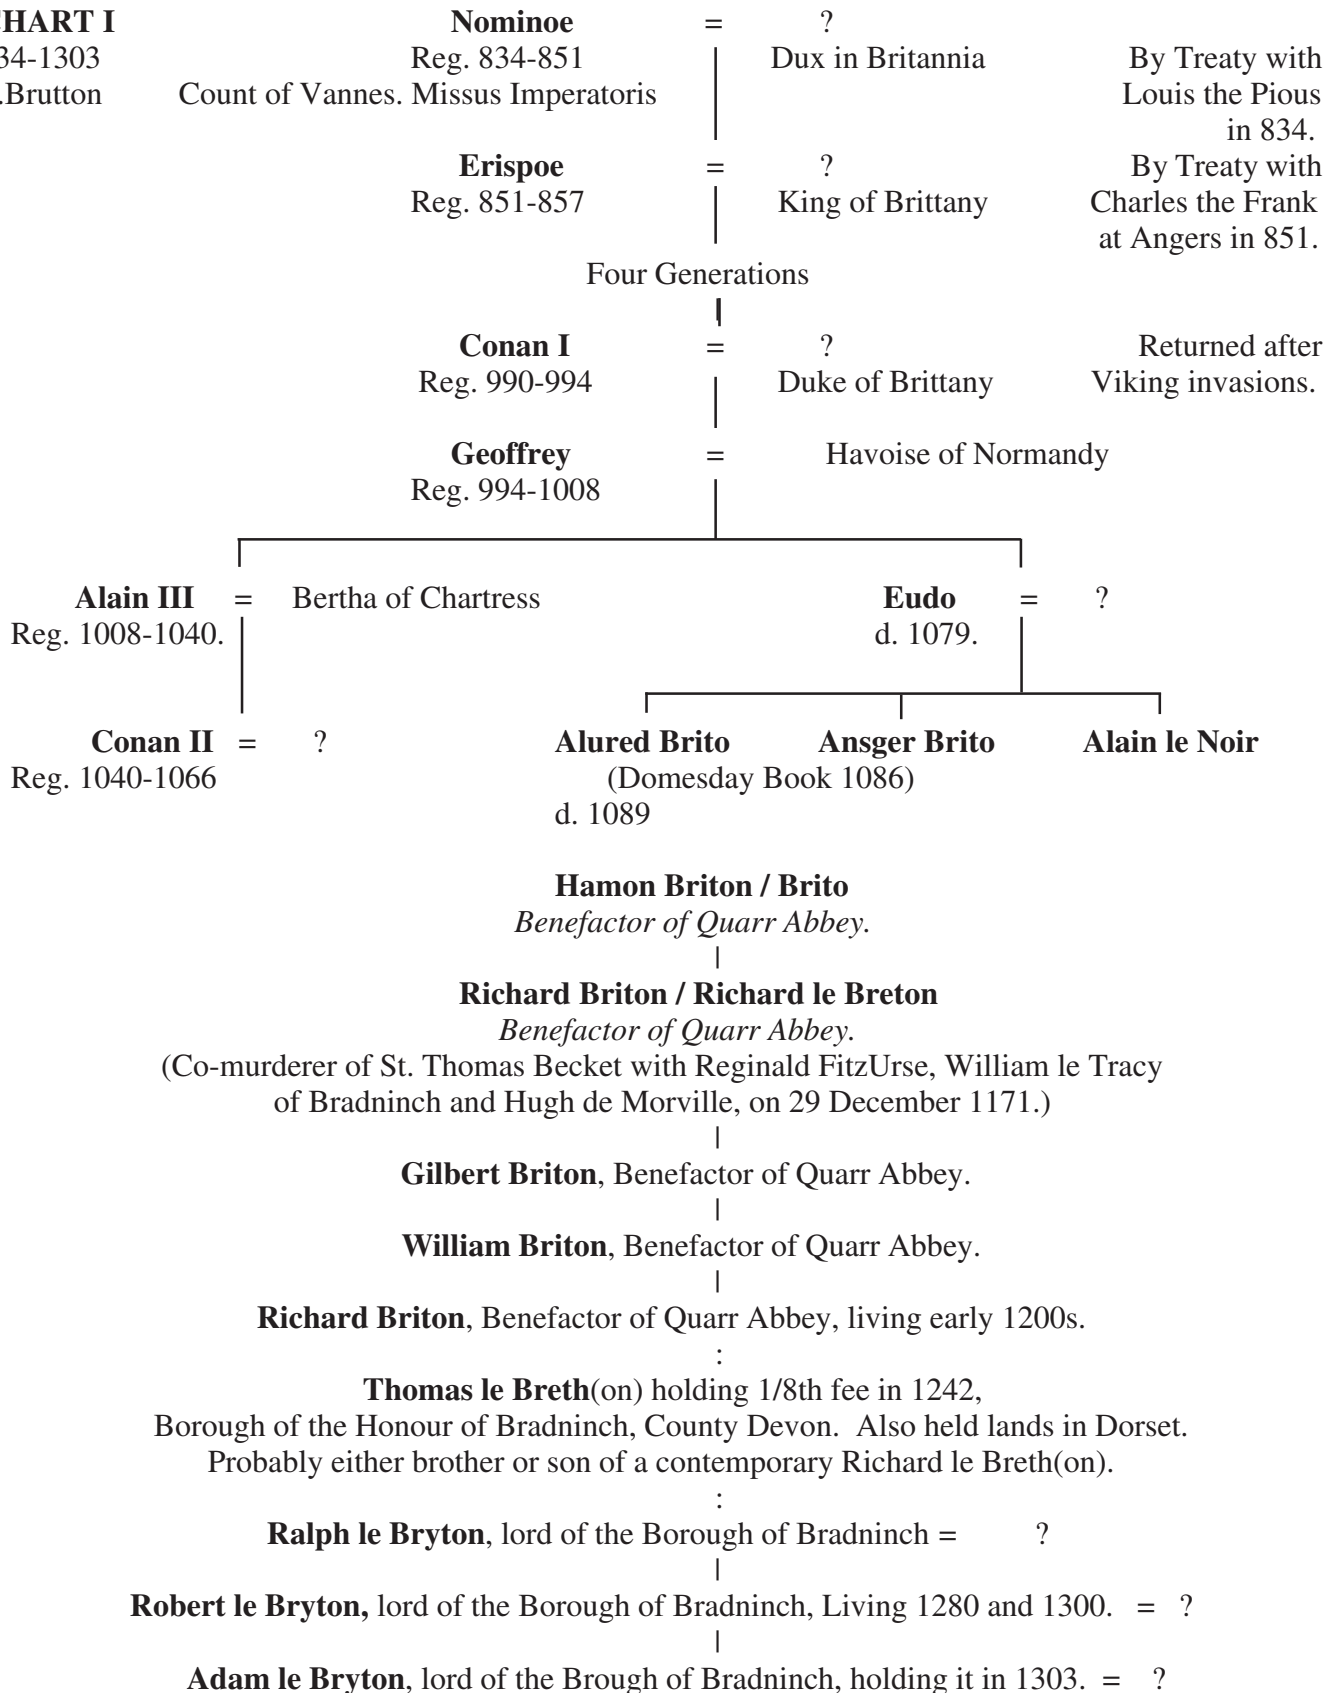 CHART I Nominoe = ?
34-1303 Reg. 834-851 Dux in Britannia By Treaty with
.Brutton Count of Vannes. Missus Imperatoris Louis the Pious
in 834.
Erispoe = ? By Treaty with
Reg. 851-857 King of Brittany Charles the Frank
at Angers in 851.
Four Generations
Conan I = ? Returned after
Reg. 990-994 Duke of Brittany Viking invasions.
Geoffrey = Havoise of Normandy
Reg. 994-1008
Alain III = Bertha of Chartress Eudo = ?
Reg. 1008-1040. d. 1079.
Conan II = ? Alured Brito Ansger Brito Alain le Noir
Reg. 1040-1066 (Domesday Book 1086)
d. 1089
Hamon Briton / Brito
Benefactor of Quarr Abbey.
Richard Briton / Richard le Breton
Benefactor of Quarr Abbey.
(Co-murderer of St. Thomas Becket with Reginald FitzUrse, William le Tracy
of Bradninch and Hugh de Morville, on 29 December 1171.)
Gilbert Briton, Benefactor of Quarr Abbey.
William Briton, Benefactor of Quarr Abbey.
Richard Briton, Benefactor of Quarr Abbey, living early 1200s.
:
Thomas le Breth(on) holding 1/8th fee in 1242,
Borough of the Honour of Bradninch, County Devon. Also held lands in Dorset.
Probably either brother or son of a contemporary Richard le Breth(on).
:
Ralph le Bryton, lord of the Borough of Bradninch = ?
Robert le Bryton, lord of the Borough of Bradninch, Living 1280 and 1300. = ?
Adam le Bryton, lord of the Brough of Bradninch, holding it in 1303. = ?